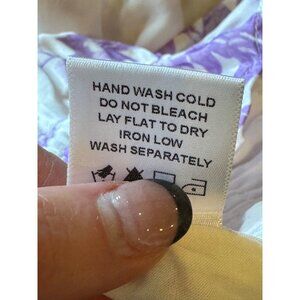 HAND WASH COLD
DO NOT BLEACH
LAY FLAT TO DRY
IRON LOW
WASH SEPARATELY